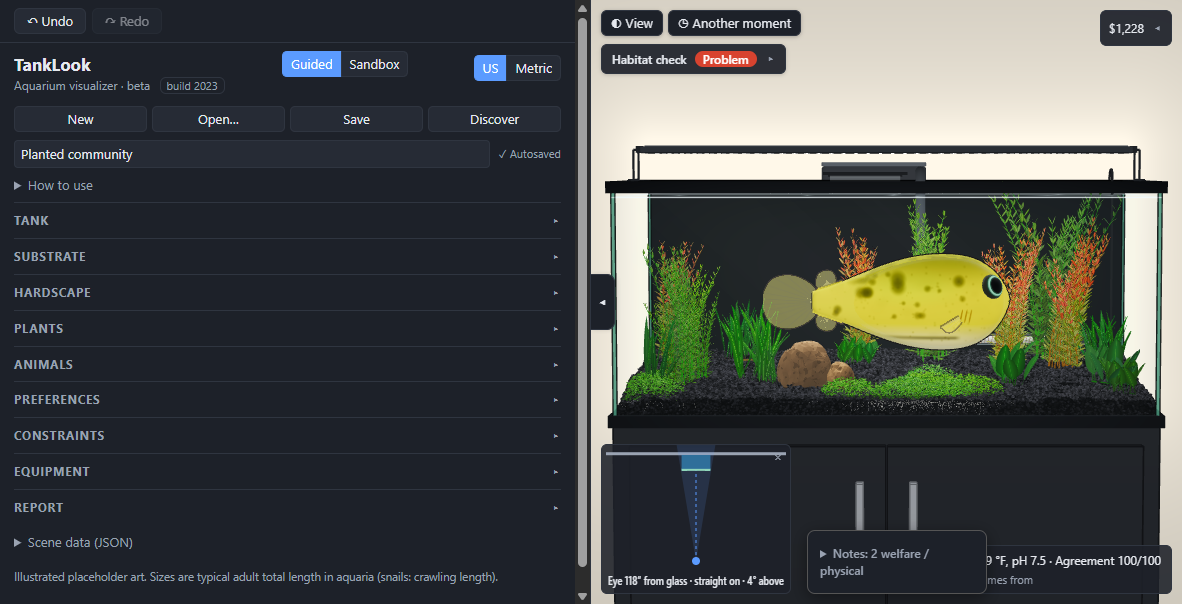 Undo
Redo
TankLook
Aquarium visualizer · beta
build 2023
Guided
Sandbox
US
Metric
New
Open...
Save
Discover
Planted community
✓ Autosaved
How to use
TANK
SUBSTRATE
HARDSCAPE
PLANTS
ANIMALS
PREFERENCES
CONSTRAINTS
EQUIPMENT
REPORT
Scene data (JSON)
Illustrated placeholder art. Sizes are typical adult total length in aquaria (snails: crawling length).
View
Another moment
$1,228
Habitat check
Problem
Eye 118" from glass · straight on · 4° above
Notes: 2 welfare /
physical
9 °F, pH 7.5 · Agreement 100/100
mes from